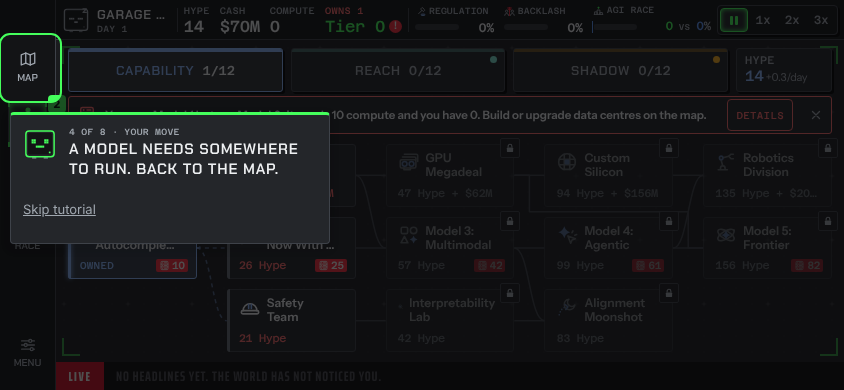 GARAGE ...
DAY 1
HYPE
14
CASH
$70M
COMPUTE
0
OWNS 1
Tier 0
REGULATION
0%
BACKLASH
0%
AGI RACE
0 vs 0%
1x
2x
3x
MAP
CAPABILITY 1/12
REACH 0/12
SHADOW 0/12
HYPE
14 +0.3/day
10 compute and you have 0. Build or upgrade data centres on the map.
DETAILS
4 OF 8 · YOUR MOVE
A MODEL NEEDS SOMEWHERE
TO RUN. BACK TO THE MAP.
Skip tutorial
GPU
Megadeal
47 Hype + $62M
Custom
Silicon
94 Hype + $156M
Robotics
Division
135 Hype + $20...
RACE
Autocomple...
OWNED
10
Now With...
26 Hype
25
Model 3:
Multimodal
57 Hype
42
Model 4:
Agentic
99 Hype
61
Model 5:
Frontier
156 Hype
82
Safety
Team
21 Hype
Interpretability
Lab
42 Hype
Alignment
Moonshot
83 Hype
MENU
LIVE
NO HEADLINES YET. THE WORLD HAS NOT NOTICED YOU.